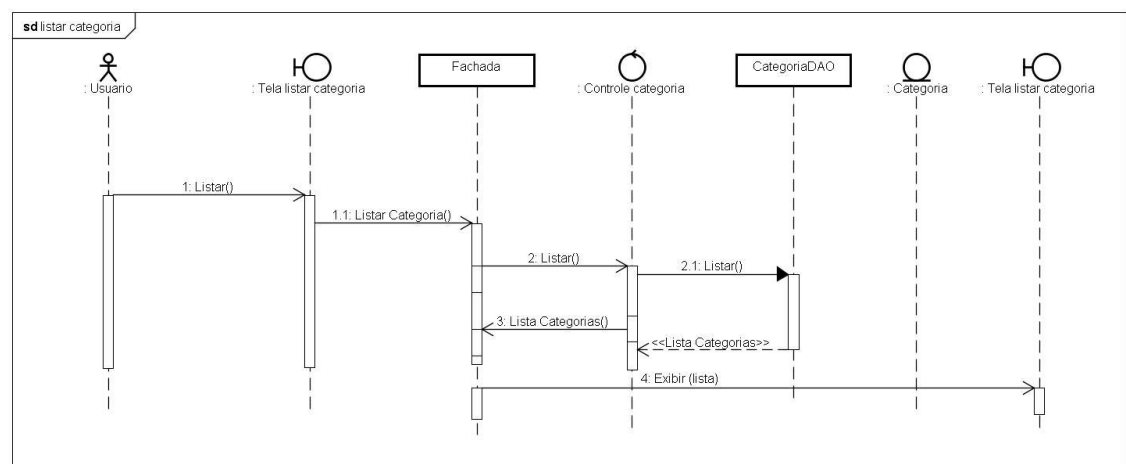 sd listar categoria
: Usuario
: Tela listar categoria
Fachada
: Controle categoria
CategoriaDAO
: Categoria
: Tela listar categoria
1: Listar()
1.1: Listar Categoria()
2: Listar()
2.1: Listar()
3: Lista Categorias()
<<Lista Categorias>>
4: Exibir (lista)